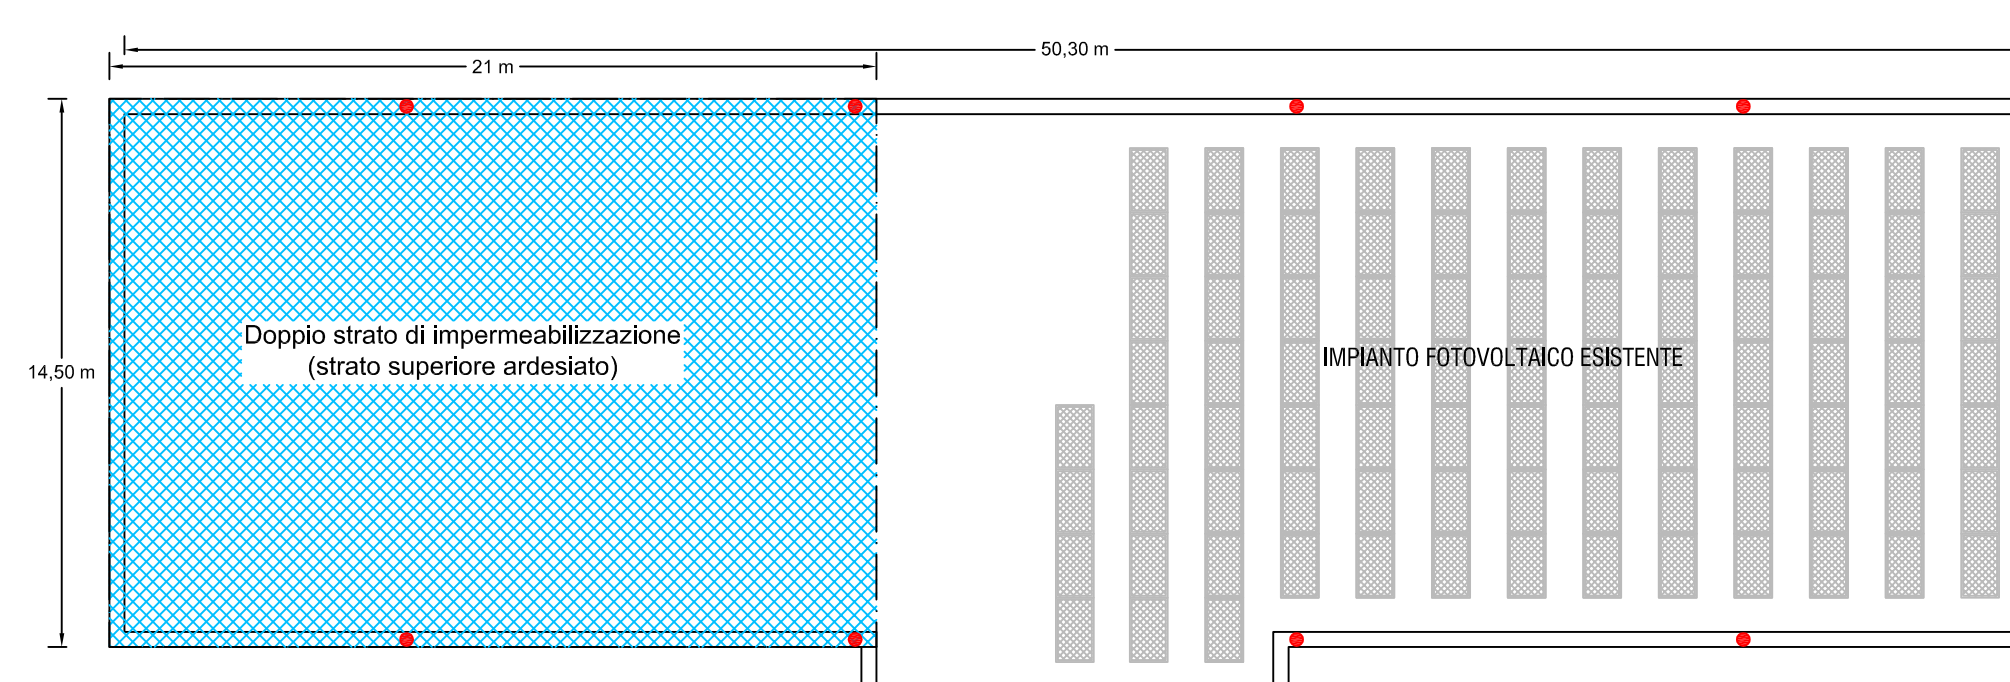 50,30 m
21 m
Doppio strato di impermeabilizzazione
(strato superiore ardesiato)
14,50 m
IMPIANTO FOTOVOLTAICO ESISTENTE